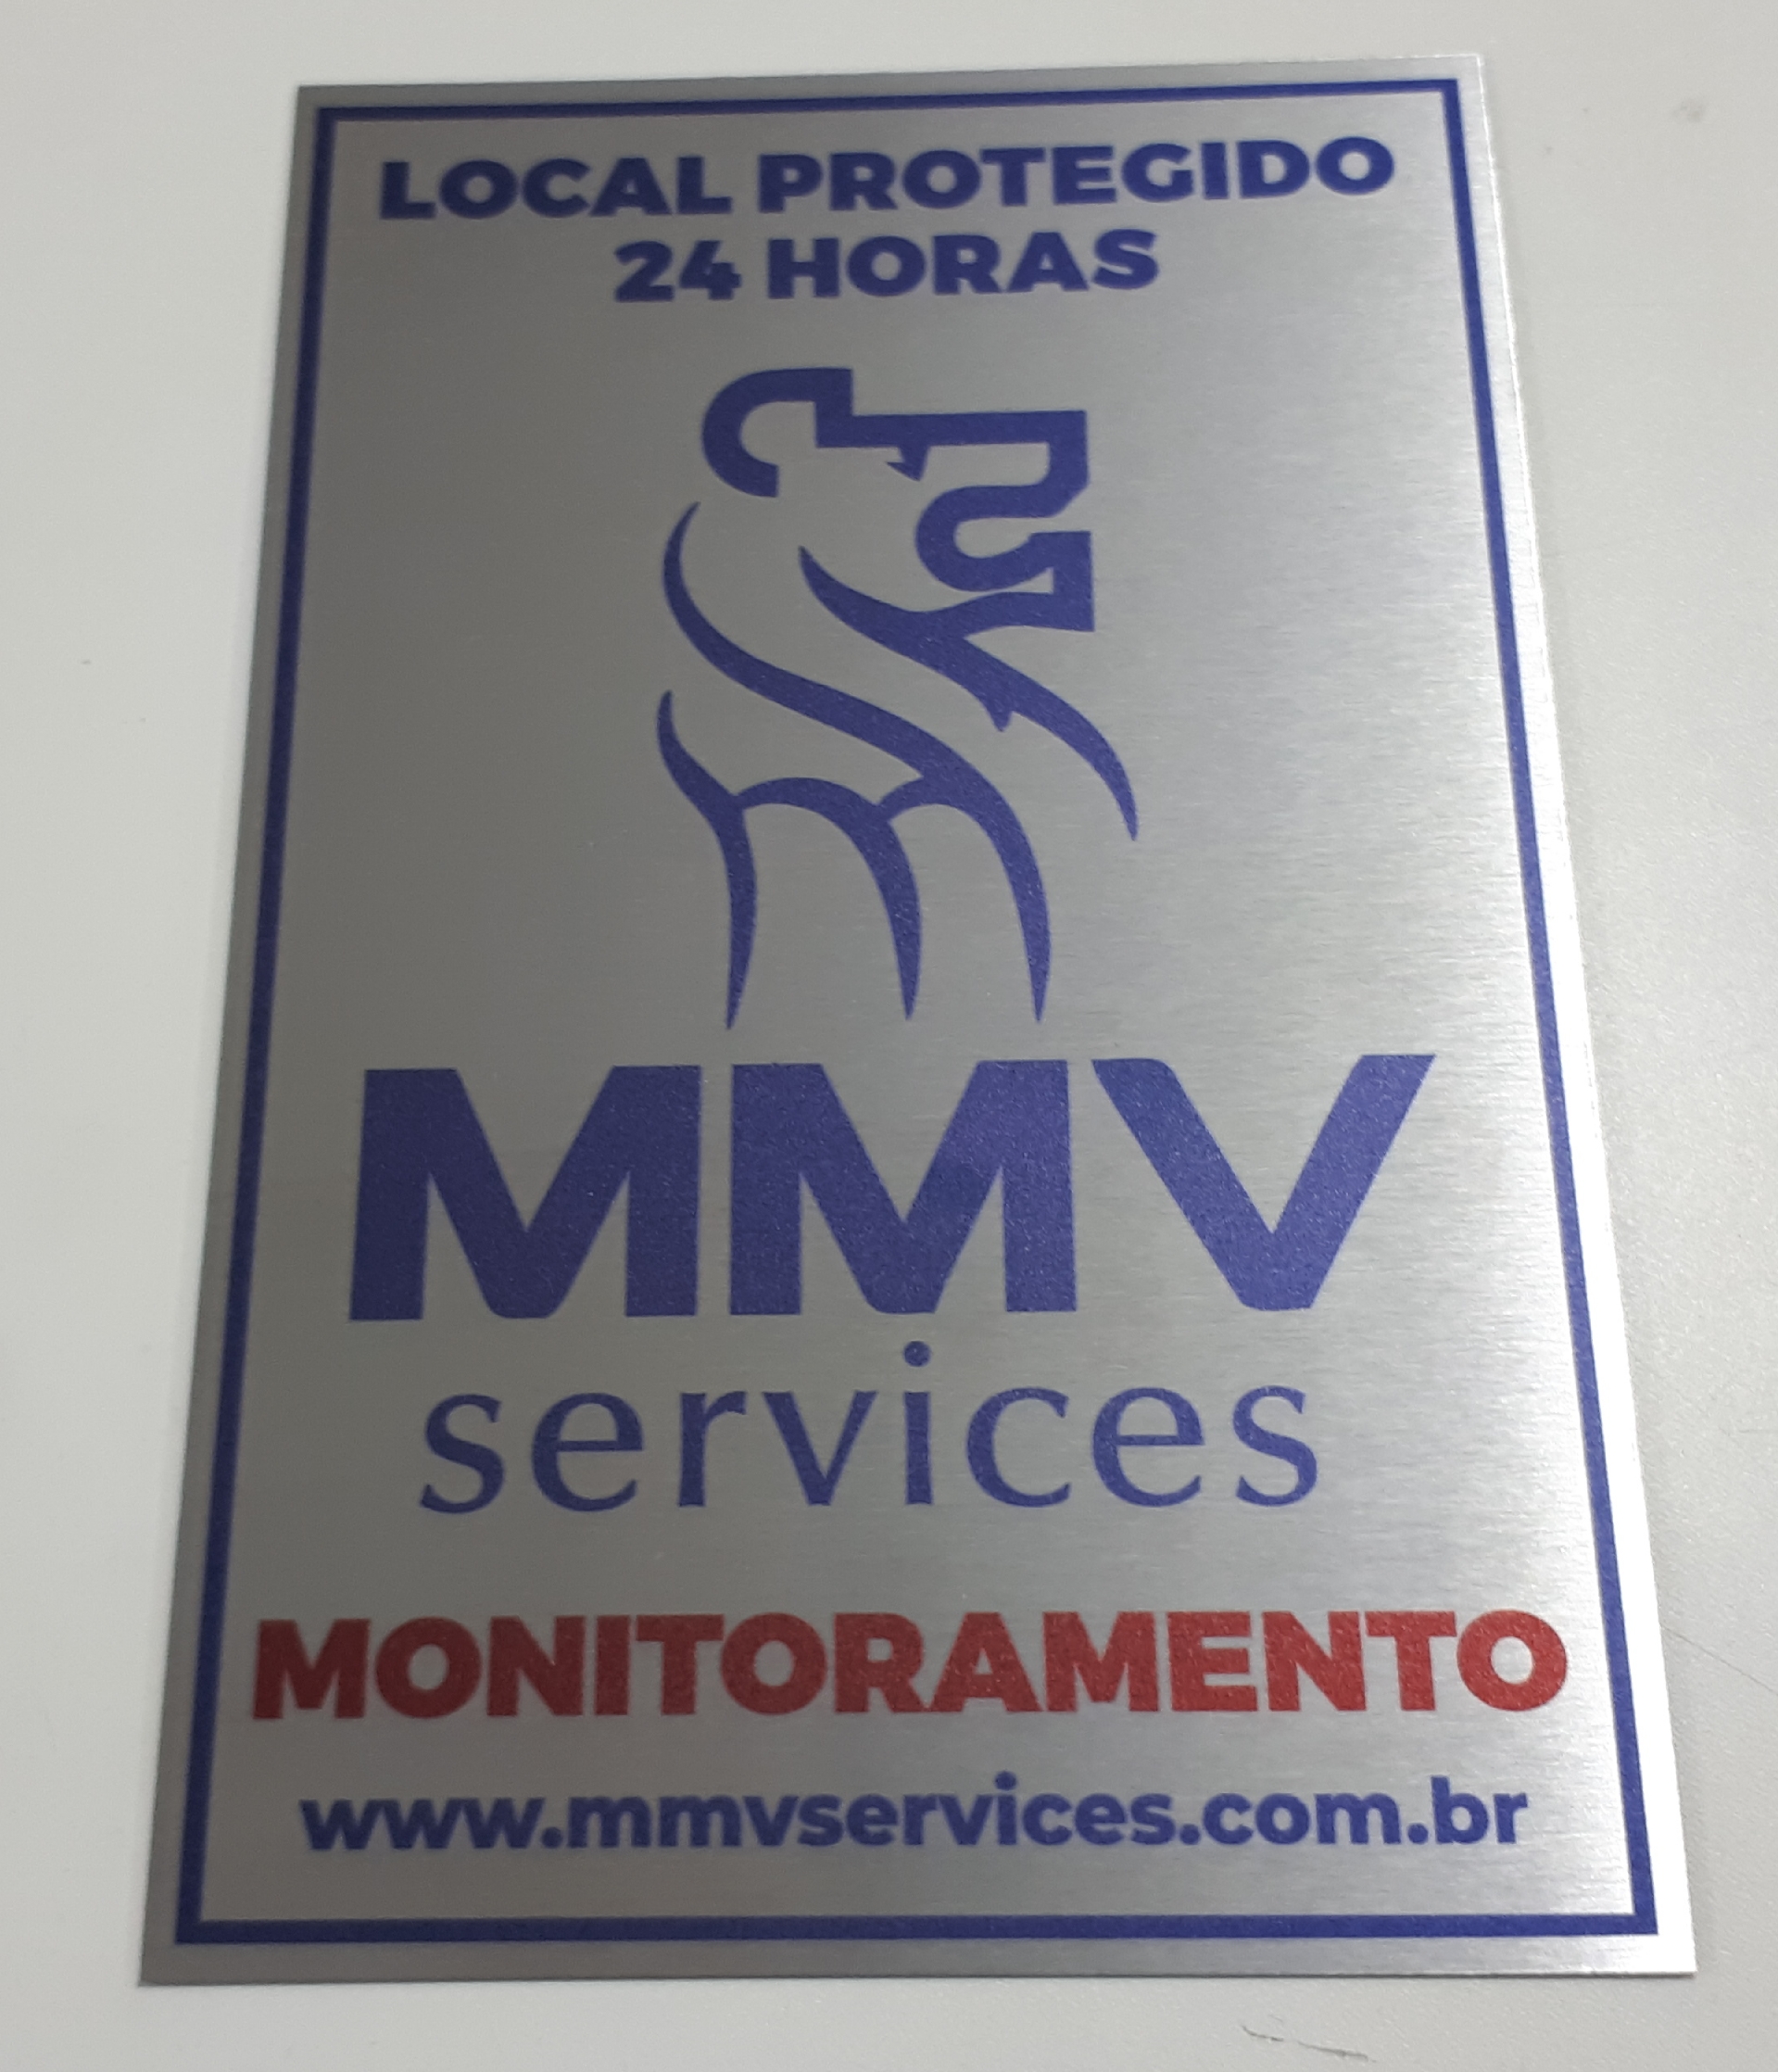 LOCAL PROTEGIDO
24 HORAS
MMV
services
MONITORAMENTO
www.mmvservices.com.br